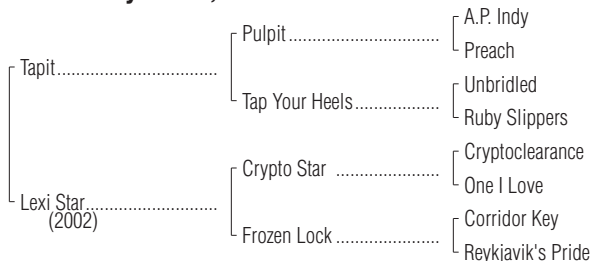 A.P. Indy
Pulpit
Preach
Tapit
Unbridled
Tap Your Heels
Ruby Slippers
Cryptoclearance
Crypto Star
One I Love
Lexi Star
(2002)
Corridor Key
Frozen Lock
Reykjavik's Pride